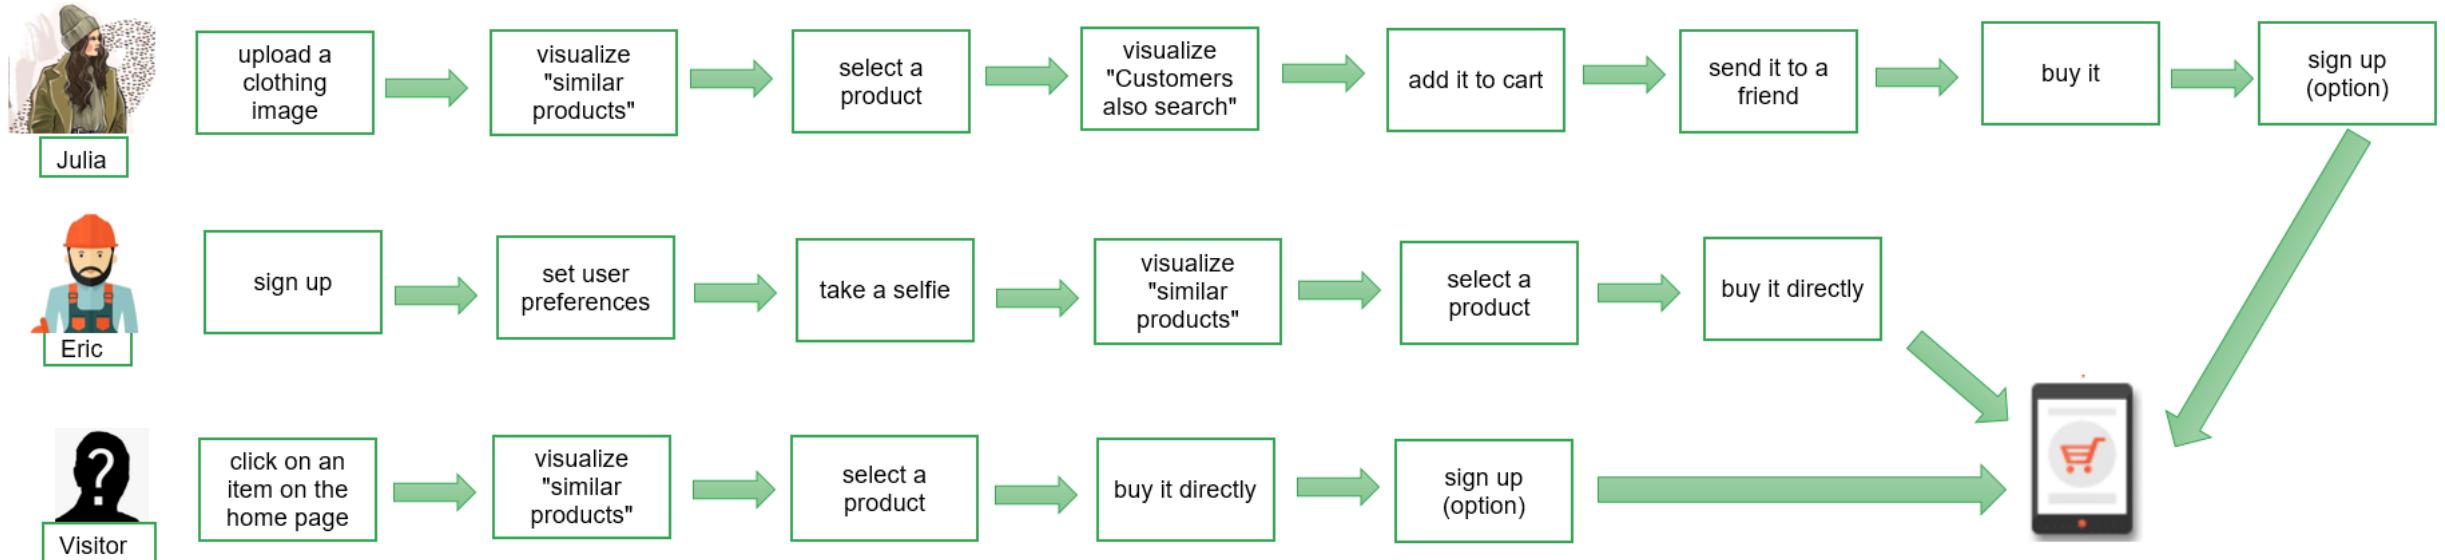 upload a
clothing
image
visualize
"similar
products"
select a
product
visualize
"Customers
also search"
add it to cart
send it to a
friend
buy it
sign up
(option)
Julia
sign up
set user
preferences
take a selfie
visualize
"similar
products"
select a
product
buy it directly
Eric
click on an
item on the
home page
visualize
"similar
products"
select a
product
buy it directly
sign up
(option)
?
Visitor